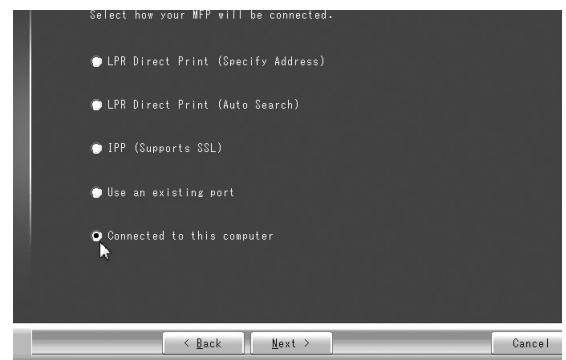 Select how your MFP will be connected.
LPR Direct Print (Specify Address)
LPR Direct Print (Auto Search)
IPP (Supports SSL)
Use an existing port
Connected to this computer
< Back Next > Cancel